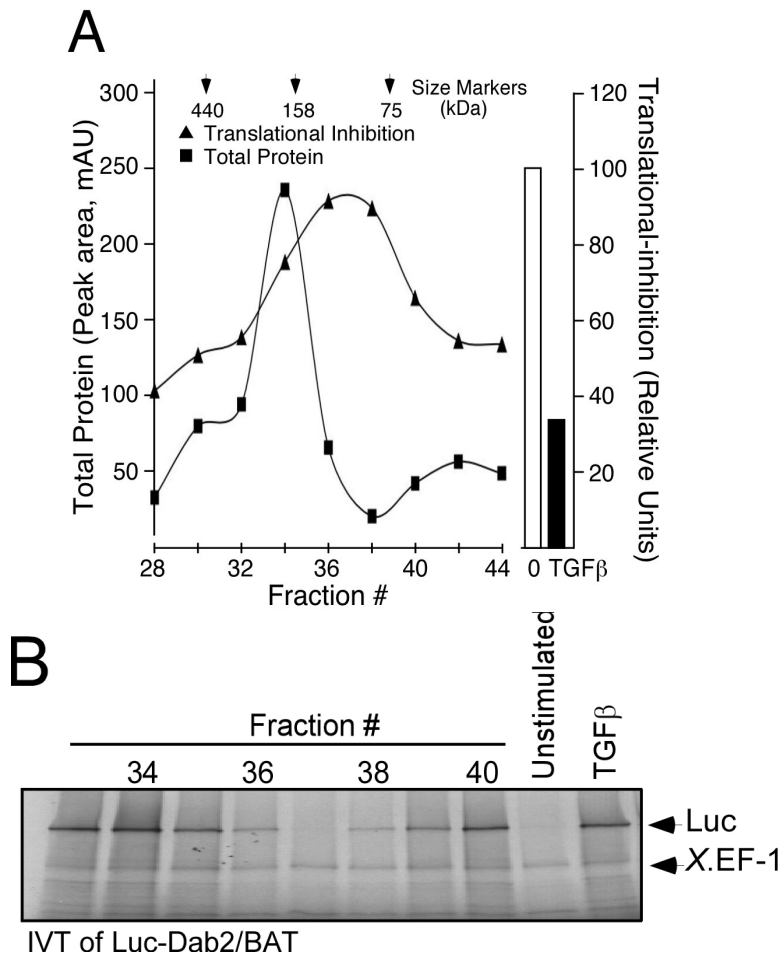 A
Size Markers
(kDa)
440 158 75
▲ Translational Inhibition
■ Total Protein
Total Protein (Peak area, mAU)
300
250
200
150
100
50
28 32 36 40 44
Fraction #
120
100
80
60
40
20
0 TGFβ
Translational-inhibition (Relative Units)
B
Fraction #
34 36 38 40
Unstimulated
TGFβ
Luc
X.EF-1
IVT of Luc-Dab2/BAT